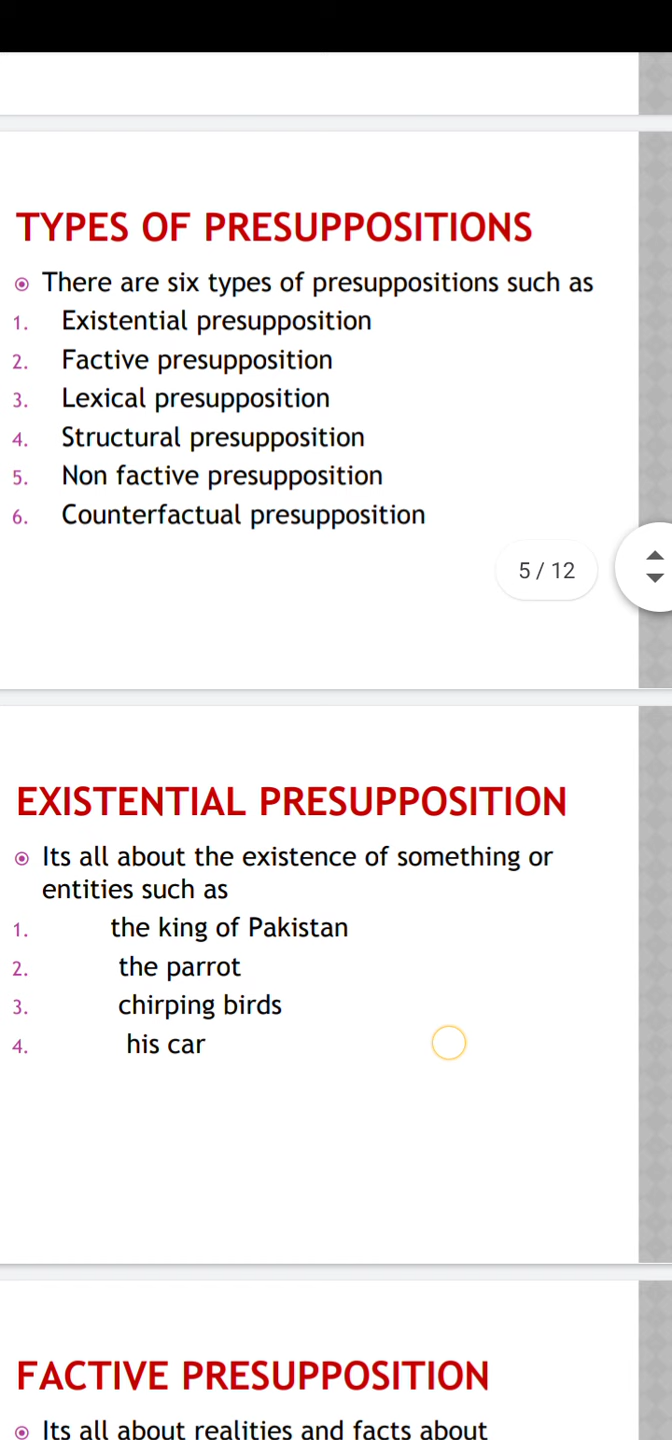 TYPES OF PRESUPPOSITIONS
There are six types of presuppositions such as
1. Existential presupposition
2. Factive presupposition
3. Lexical presupposition
4. Structural presupposition
5. Non factive presupposition
6. Counterfactual presupposition
5 / 12
EXISTENTIAL PRESUPPOSITION
Its all about the existence of something or
entities such as
1. the king of Pakistan
2. the parrot
3. chirping birds
4. his car
FACTIVE PRESUPPOSITION
Its all about realities and facts about